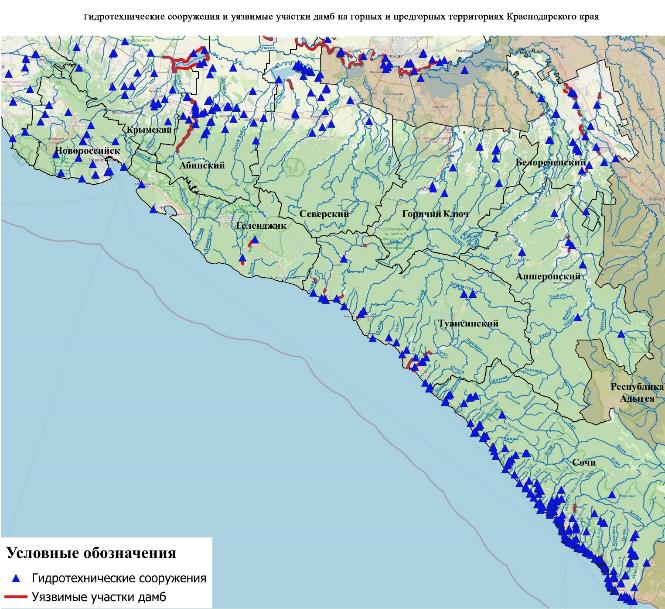 Гидротехнические сооружения и уязвимые участки дамб на горных и предгорных территориях Краснодарского края
Крымский
Новороссийск
Абинский
Белореченский
Северский
Горячий Ключ
Геленджик
Апшеронский
Туапсинский
Республика
Адыгея
Сочи
Условные обозначения
Гидротехнические сооружения
Уязвимые участки дамб